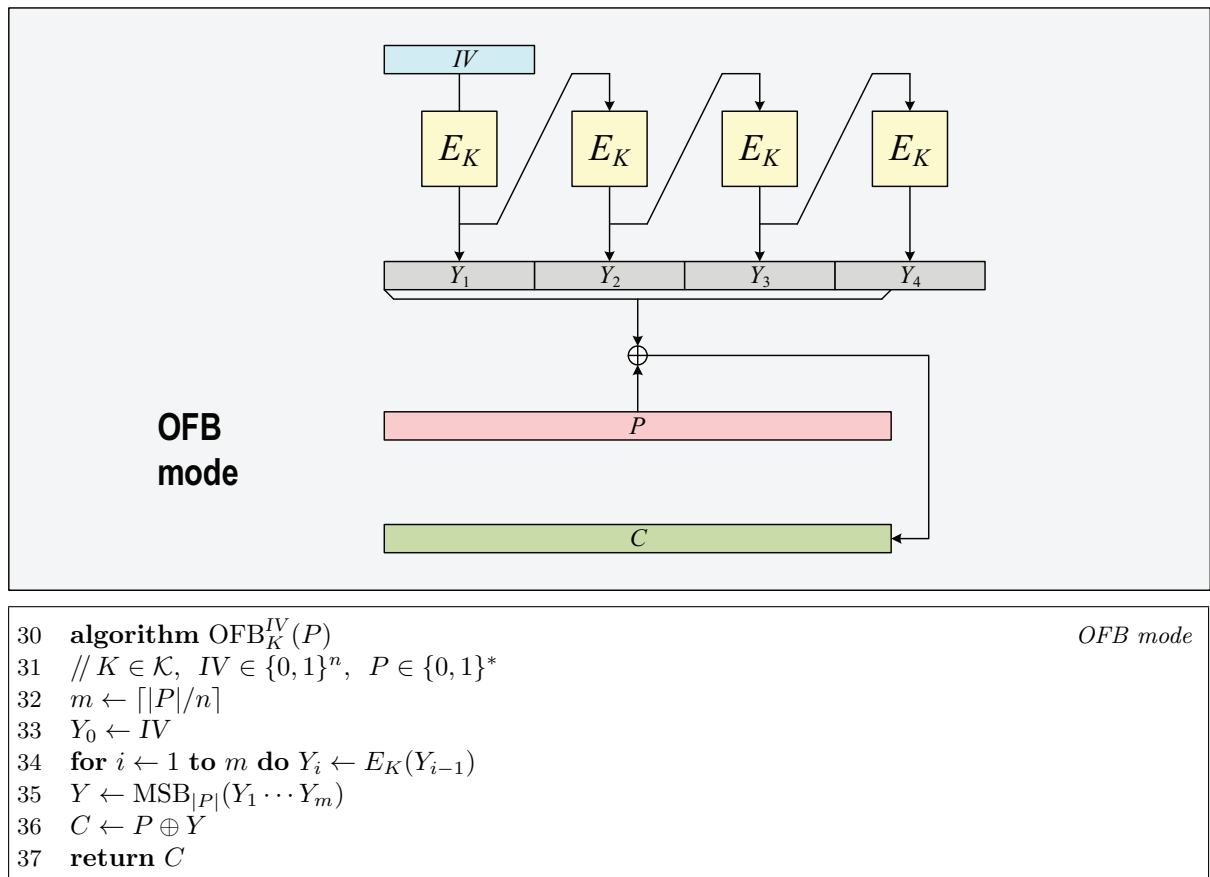 IV
E_K E_K E_K E_K
Y_1 Y_2 Y_3 Y_4
P
OFB
mode
C
30 algorithm OFB_K^{IV}(P) OFB mode
31 // K ∈ 𝒦, IV ∈ {0, 1}^n, P ∈ {0, 1}^*
32 m ← ⌈|P|/n⌉
33 Y_0 ← IV
34 for i ← 1 to m do Y_i ← E_K(Y_{i−1})
35 Y ← MSB_{|P|}(Y_1 ··· Y_m)
36 C ← P ⊕ Y
37 return C